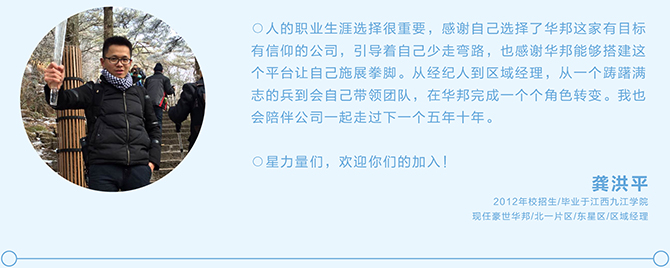 ○人的职业生涯选择很重要，感谢自己选择了华邦这家有目标
有信仰的公司，引导着自己少走弯路，也感谢华邦能够搭建这
个平台让自己施展拳脚。从经纪人到区域经理，从一个踌躇满
志的兵到会自己带领团队，在华邦完成一个个角色转变。我也
会陪伴公司一起走过下一个五年十年。
○星力量们，欢迎你们的加入！
龚洪平
2012年校招生/毕业于江西九江学院
现任豪世华邦/北一片区/东星区/区域经理